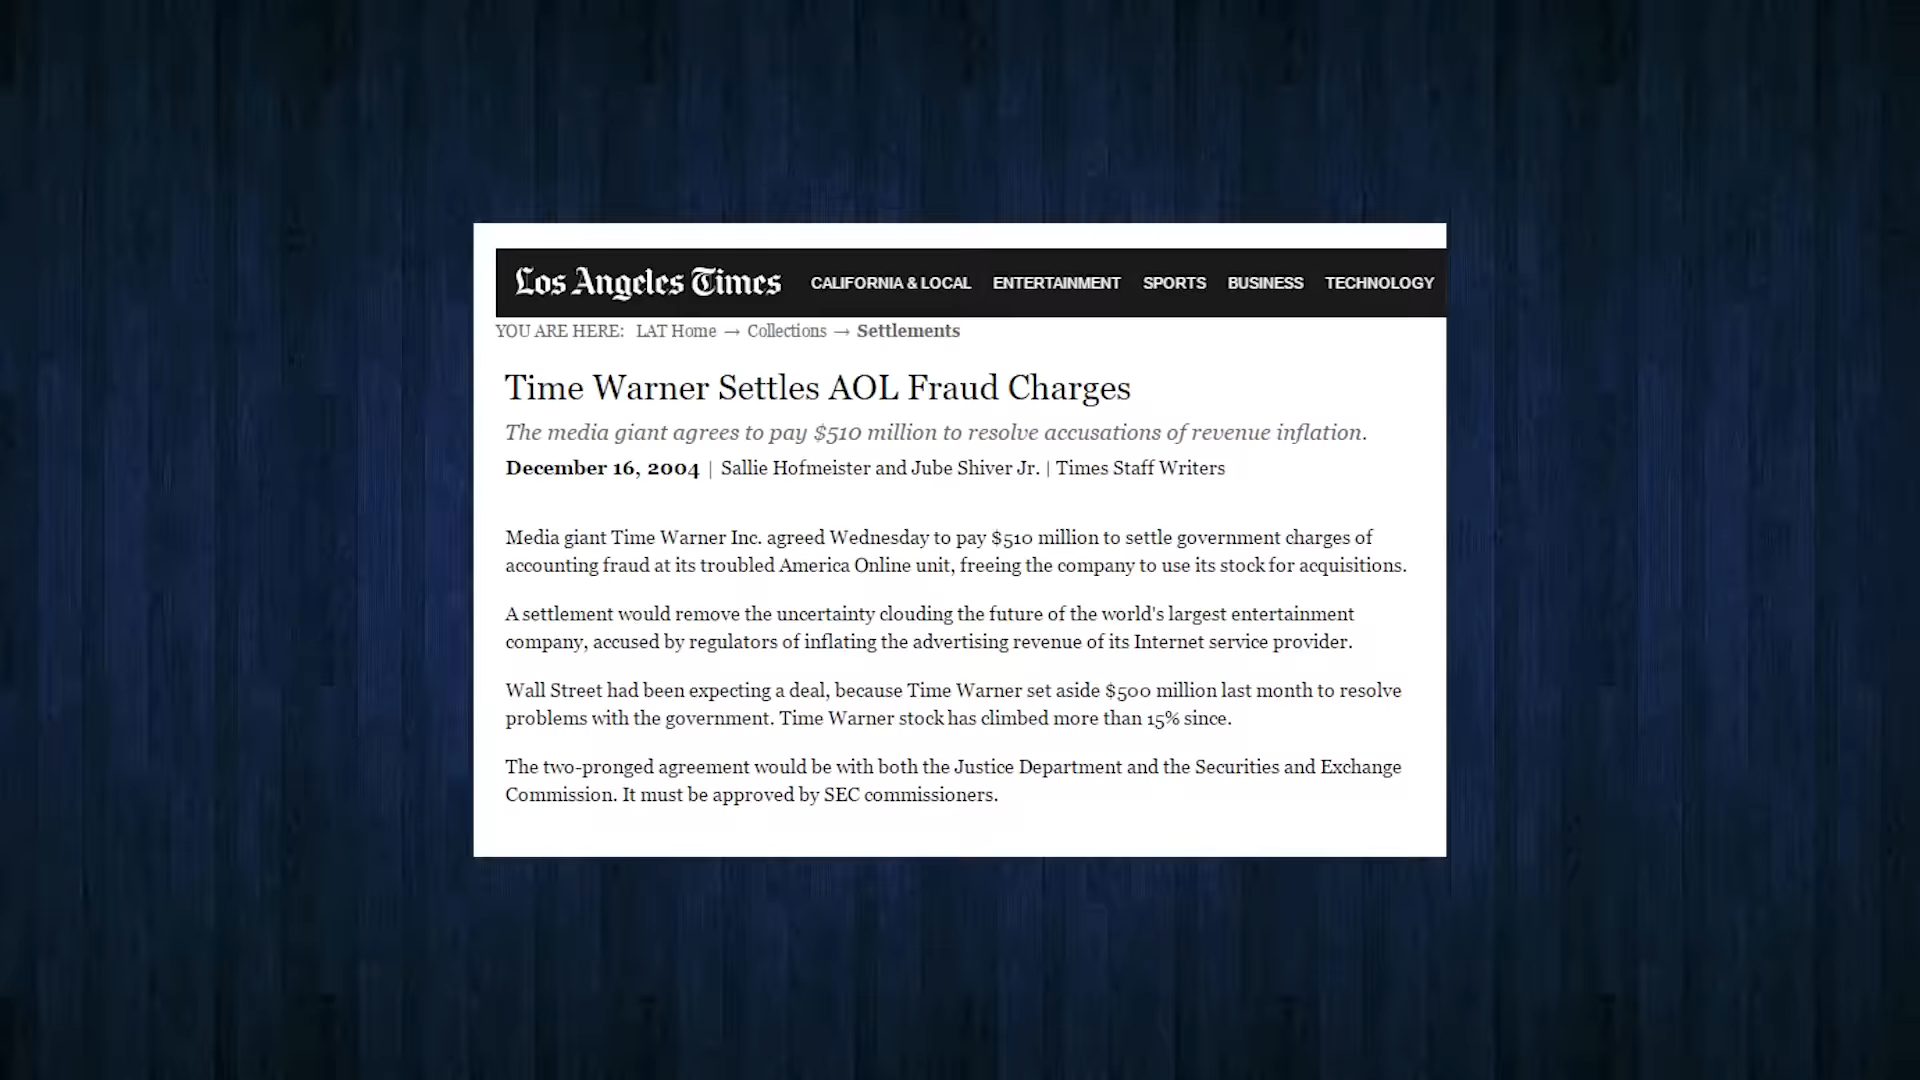 Los Angeles Times CALIFORNIA & LOCAL ENTERTAINMENT SPORTS BUSINESS TECHNOLOGY
YOU ARE HERE: LAT Home → Collections → Settlements
Time Warner Settles AOL Fraud Charges
The media giant agrees to pay $510 million to resolve accusations of revenue inflation.
December 16, 2004 | Sallie Hofmeister and Jube Shiver Jr. | Times Staff Writers
Media giant Time Warner Inc. agreed Wednesday to pay $510 million to settle government charges of
accounting fraud at its troubled America Online unit, freeing the company to use its stock for acquisitions.
A settlement would remove the uncertainty clouding the future of the world's largest entertainment
company, accused by regulators of inflating the advertising revenue of its Internet service provider.
Wall Street had been expecting a deal, because Time Warner set aside $500 million last month to resolve
problems with the government. Time Warner stock has climbed more than 15% since.
The two-pronged agreement would be with both the Justice Department and the Securities and Exchange
Commission. It must be approved by SEC commissioners.